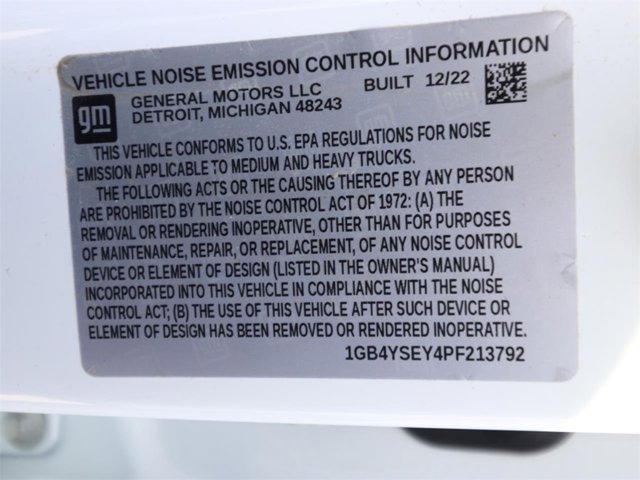 VEHICLE NOISE EMISSION CONTROL INFORMATION
gm
GENERAL MOTORS LLC BUILT 12/22
DETROIT, MICHIGAN 48243
THIS VEHICLE CONFORMS TO U.S. EPA REGULATIONS FOR NOISE
EMISSION APPLICABLE TO MEDIUM AND HEAVY TRUCKS.
THE FOLLOWING ACTS OR THE CAUSING THEREOF BY ANY PERSON
ARE PROHIBITED BY THE NOISE CONTROL ACT OF 1972: (A) THE
REMOVAL OR RENDERING INOPERATIVE, OTHER THAN FOR PURPOSES
OF MAINTENANCE, REPAIR, OR REPLACEMENT, OF ANY NOISE CONTROL
DEVICE OR ELEMENT OF DESIGN (LISTED IN THE OWNER'S MANUAL)
INCORPORATED INTO THIS VEHICLE IN COMPLIANCE WITH THE NOISE
CONTROL ACT; (B) THE USE OF THIS VEHICLE AFTER SUCH DEVICE OR
ELEMENT OF DESIGN HAS BEEN REMOVED OR RENDERED INOPERATIVE.
1GB4YSEY4PF213792